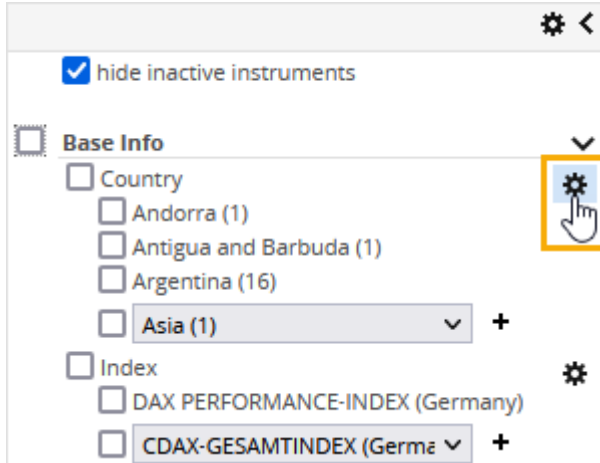 hide inactive instruments
Base Info
Country
Andorra (1)
Antigua and Barbuda (1)
Argentina (16)
Asia (1)
Index
DAX PERFORMANCE-INDEX (Germany)
CDAX-GESAMTINDEX (Germa